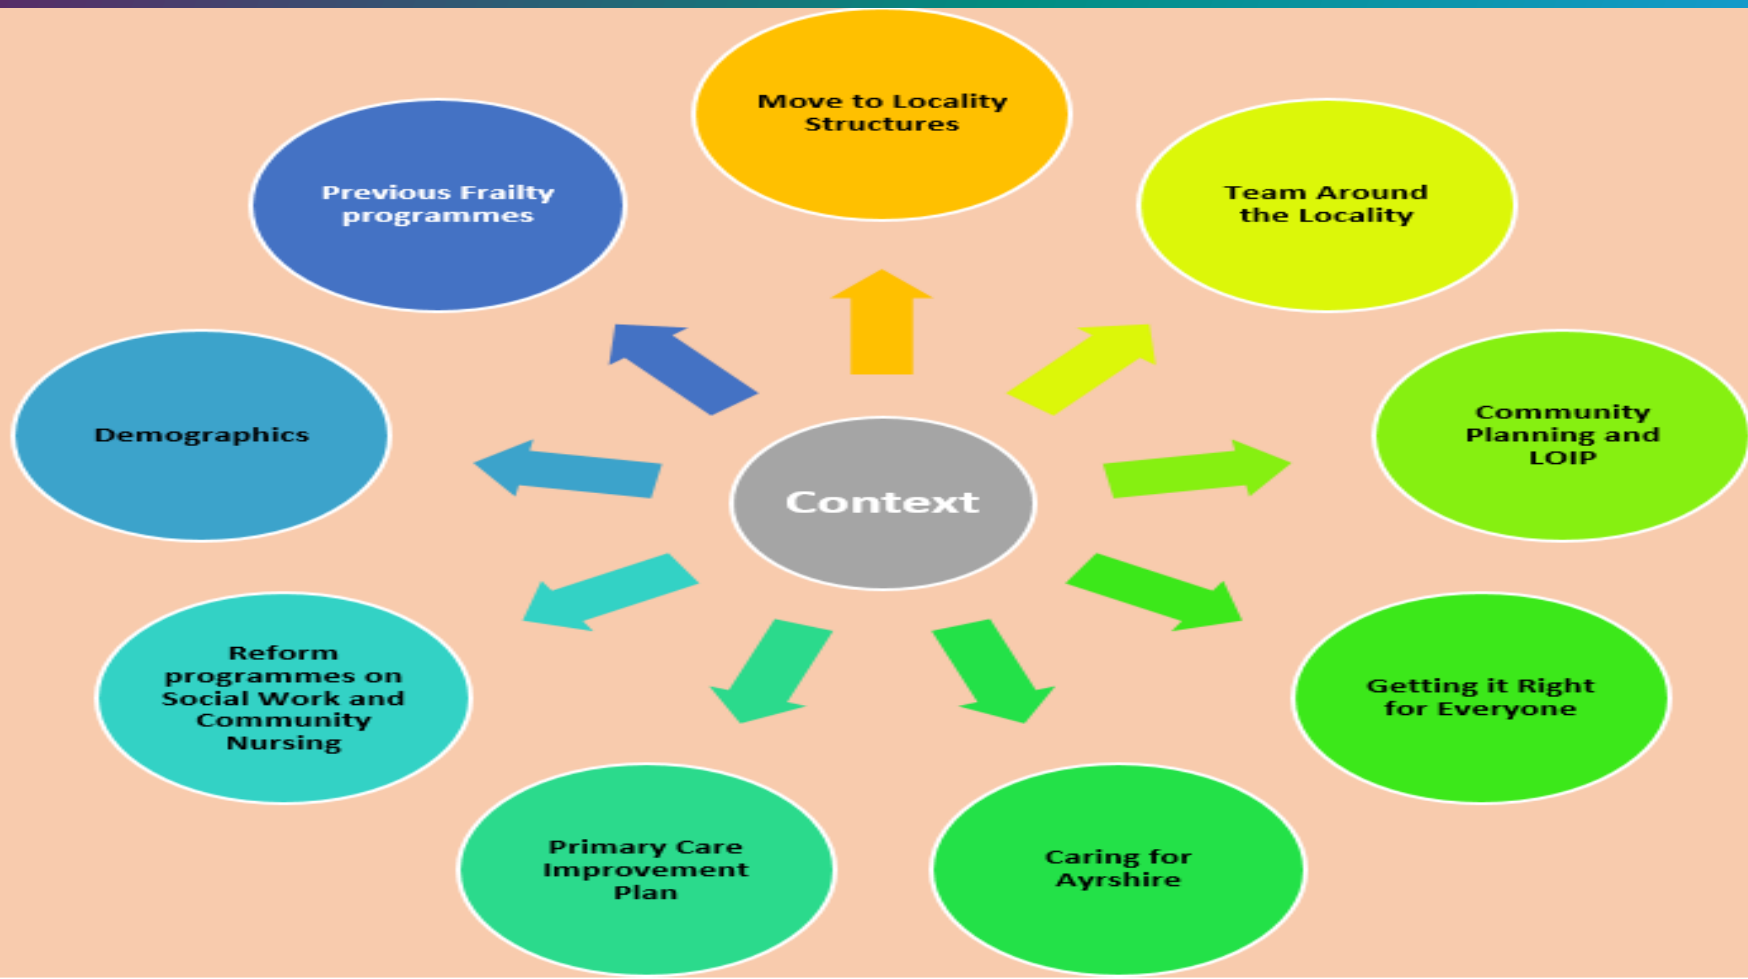 Move to Locality
Structures
Team Around
the Locality
Community
Planning and
LOIP
Getting it Right
for Everyone
Caring for
Ayrshire
Primary Care
Improvement
Plan
Reform
programmes on
Social Work and
Community
Nursing
Demographics
Previous Frailty
programmes
Context